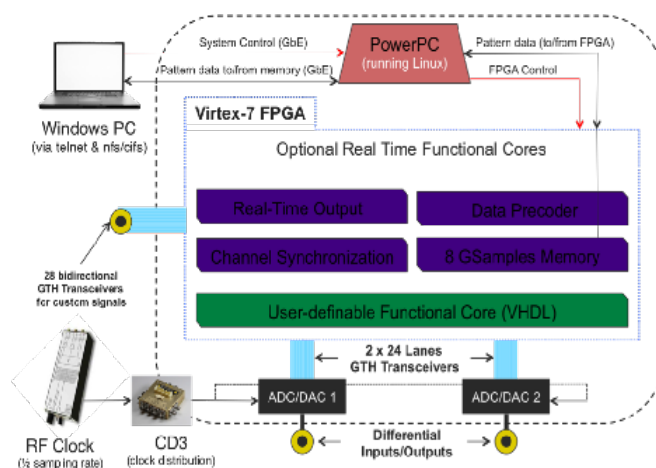 System Control (GbE)
PowerPC
(running Linux)
Pattern data (to/from FPGA)
Pattern data to/from memory (GbE)
FPGA Control
Windows PC
(via telnet & nfs/cifs)
Virtex-7 FPGA
Optional Real Time Functional Cores
Real-Time Output
Data Precoder
Channel Synchronization
8 GSamples Memory
User-definable Functional Core (VHDL)
28 bidirectional
GTH Transceivers
for custom signals
2 x 24 Lanes
GTH Transceivers
ADC/DAC 1
ADC/DAC 2
RF Clock
(½ sampling rate)
CD3
(clock distribution)
Differential
Inputs/Outputs